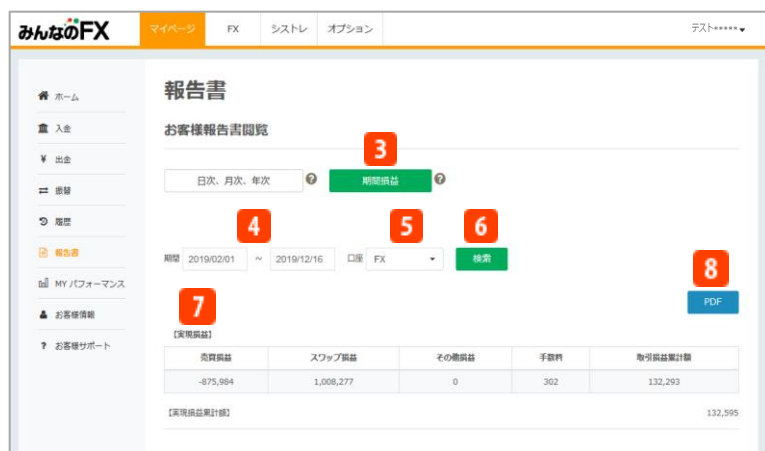 みんなのFX
マイページ FX シストレ オプション テスト*****
ホーム
入金
出金
振替
履歴
報告書
MY パフォーマンス
お客様情報
お客様サポート
報告書
お客様報告書閲覧
3
日次、月次、年次 期間損益
4 5 6
期間 2019/02/01 ~ 2019/12/16 口座 FX 検索
8
PDF
7
【実現損益】
売買損益 スワップ損益 その他損益 手数料 取引損益累計額
-875,984 1,008,277 0 302 132,293
【実現損益累計額】 132,595